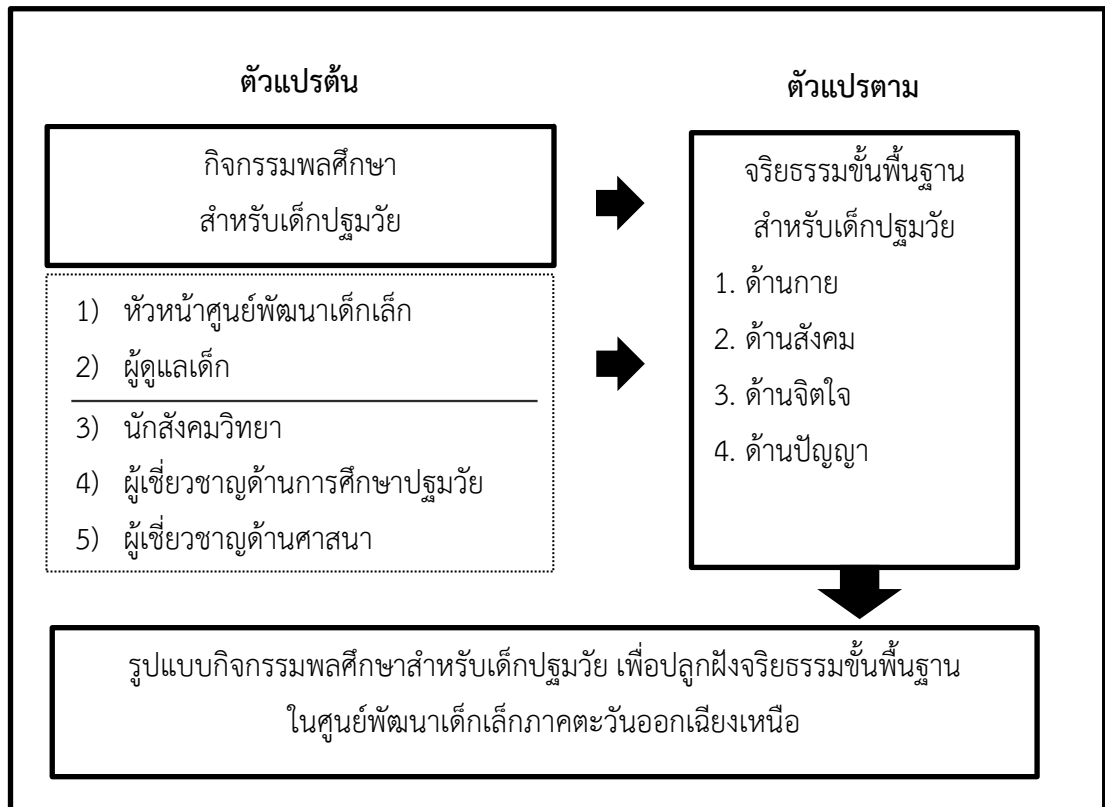 ตัวแปรต้น
กิจกรรมพลศึกษา
สำหรับเด็กปฐมวัย
1) หัวหน้าศูนย์พัฒนาเด็กเล็ก
2) ผู้ดูแลเด็ก
3) นักสังคมวิทยา
4) ผู้เชี่ยวชาญด้านการศึกษาปฐมวัย
5) ผู้เชี่ยวชาญด้านศาสนา
ตัวแปรตาม
จริยธรรมขั้นพื้นฐาน
สำหรับเด็กปฐมวัย
1. ด้านกาย
2. ด้านสังคม
3. ด้านจิตใจ
4. ด้านปัญญา
รูปแบบกิจกรรมพลศึกษาสำหรับเด็กปฐมวัย เพื่อปลูกฝังจริยธรรมขั้นพื้นฐาน
ในศูนย์พัฒนาเด็กเล็กภาคตะวันออกเฉียงเหนือ